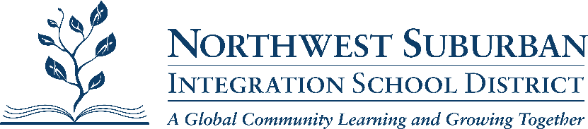 NORTHWEST SUBURBAN
INTEGRATION SCHOOL DISTRICT
A Global Community Learning and Growing Together